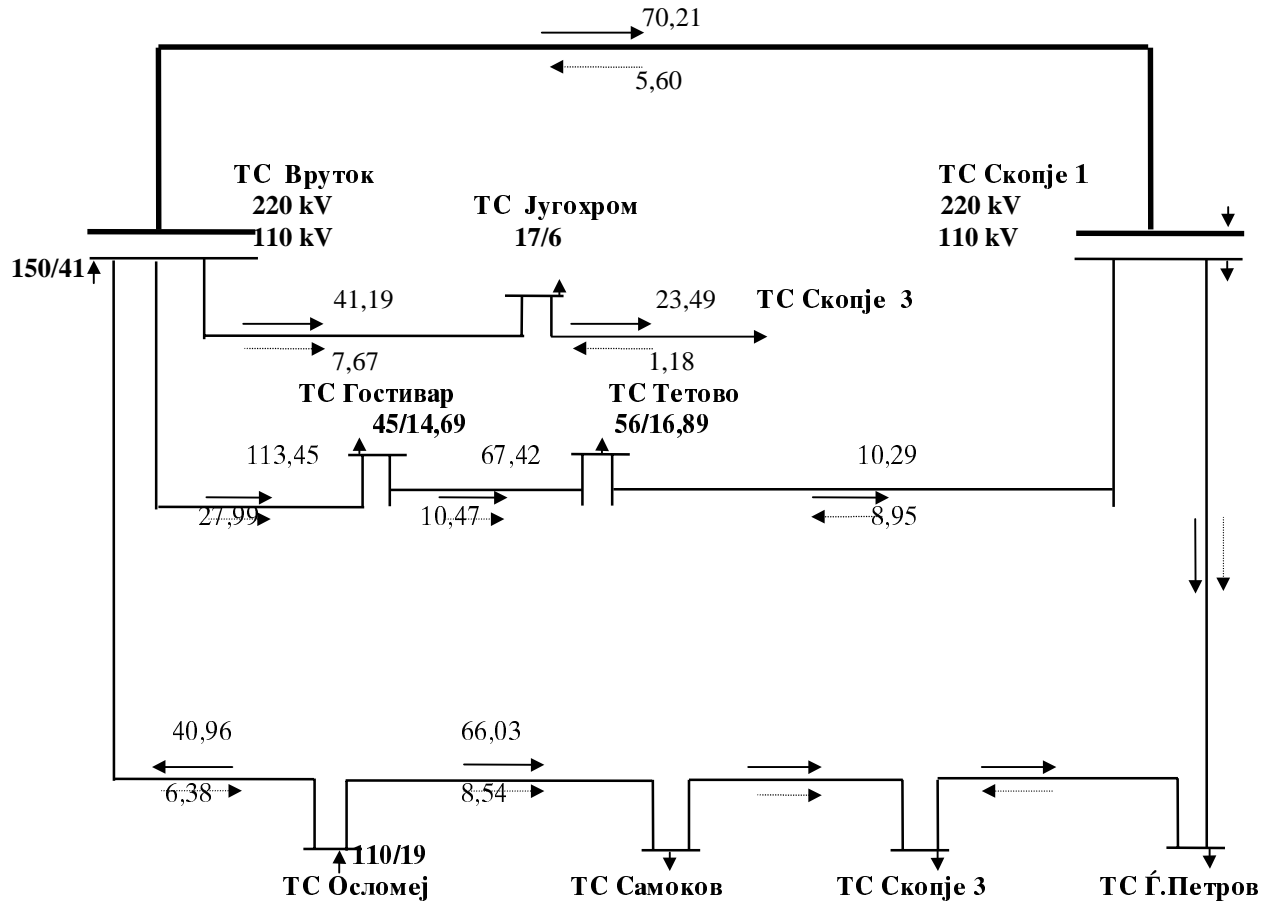 70,21
5,60
ТС Вруток
220 kV
110 kV
150/41
ТС Југохром
17/6
ТС Скопје 1
220 kV
110 kV
41,19
7,67
23,49
1,18
ТС Скопје 3
ТС Гостивар
45/14,69
ТС Тетово
56/16,89
113,45
27,99
67,42
10,47
10,29
8,95
40,96
6,38
66,03
8,54
110/19
ТС Осломеј
ТС Самоков
ТС Скопје 3
ТС Ѓ.Петров